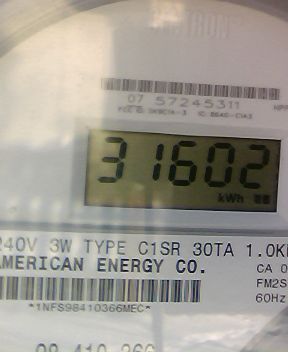 ITRON
07 57245311
31602
kWh
240V 3W TYPE C1SR 30TA 1.0K
AMERICAN ENERGY CO.
CA 0
FM2S
60Hz
*1NFS98410366MEC*